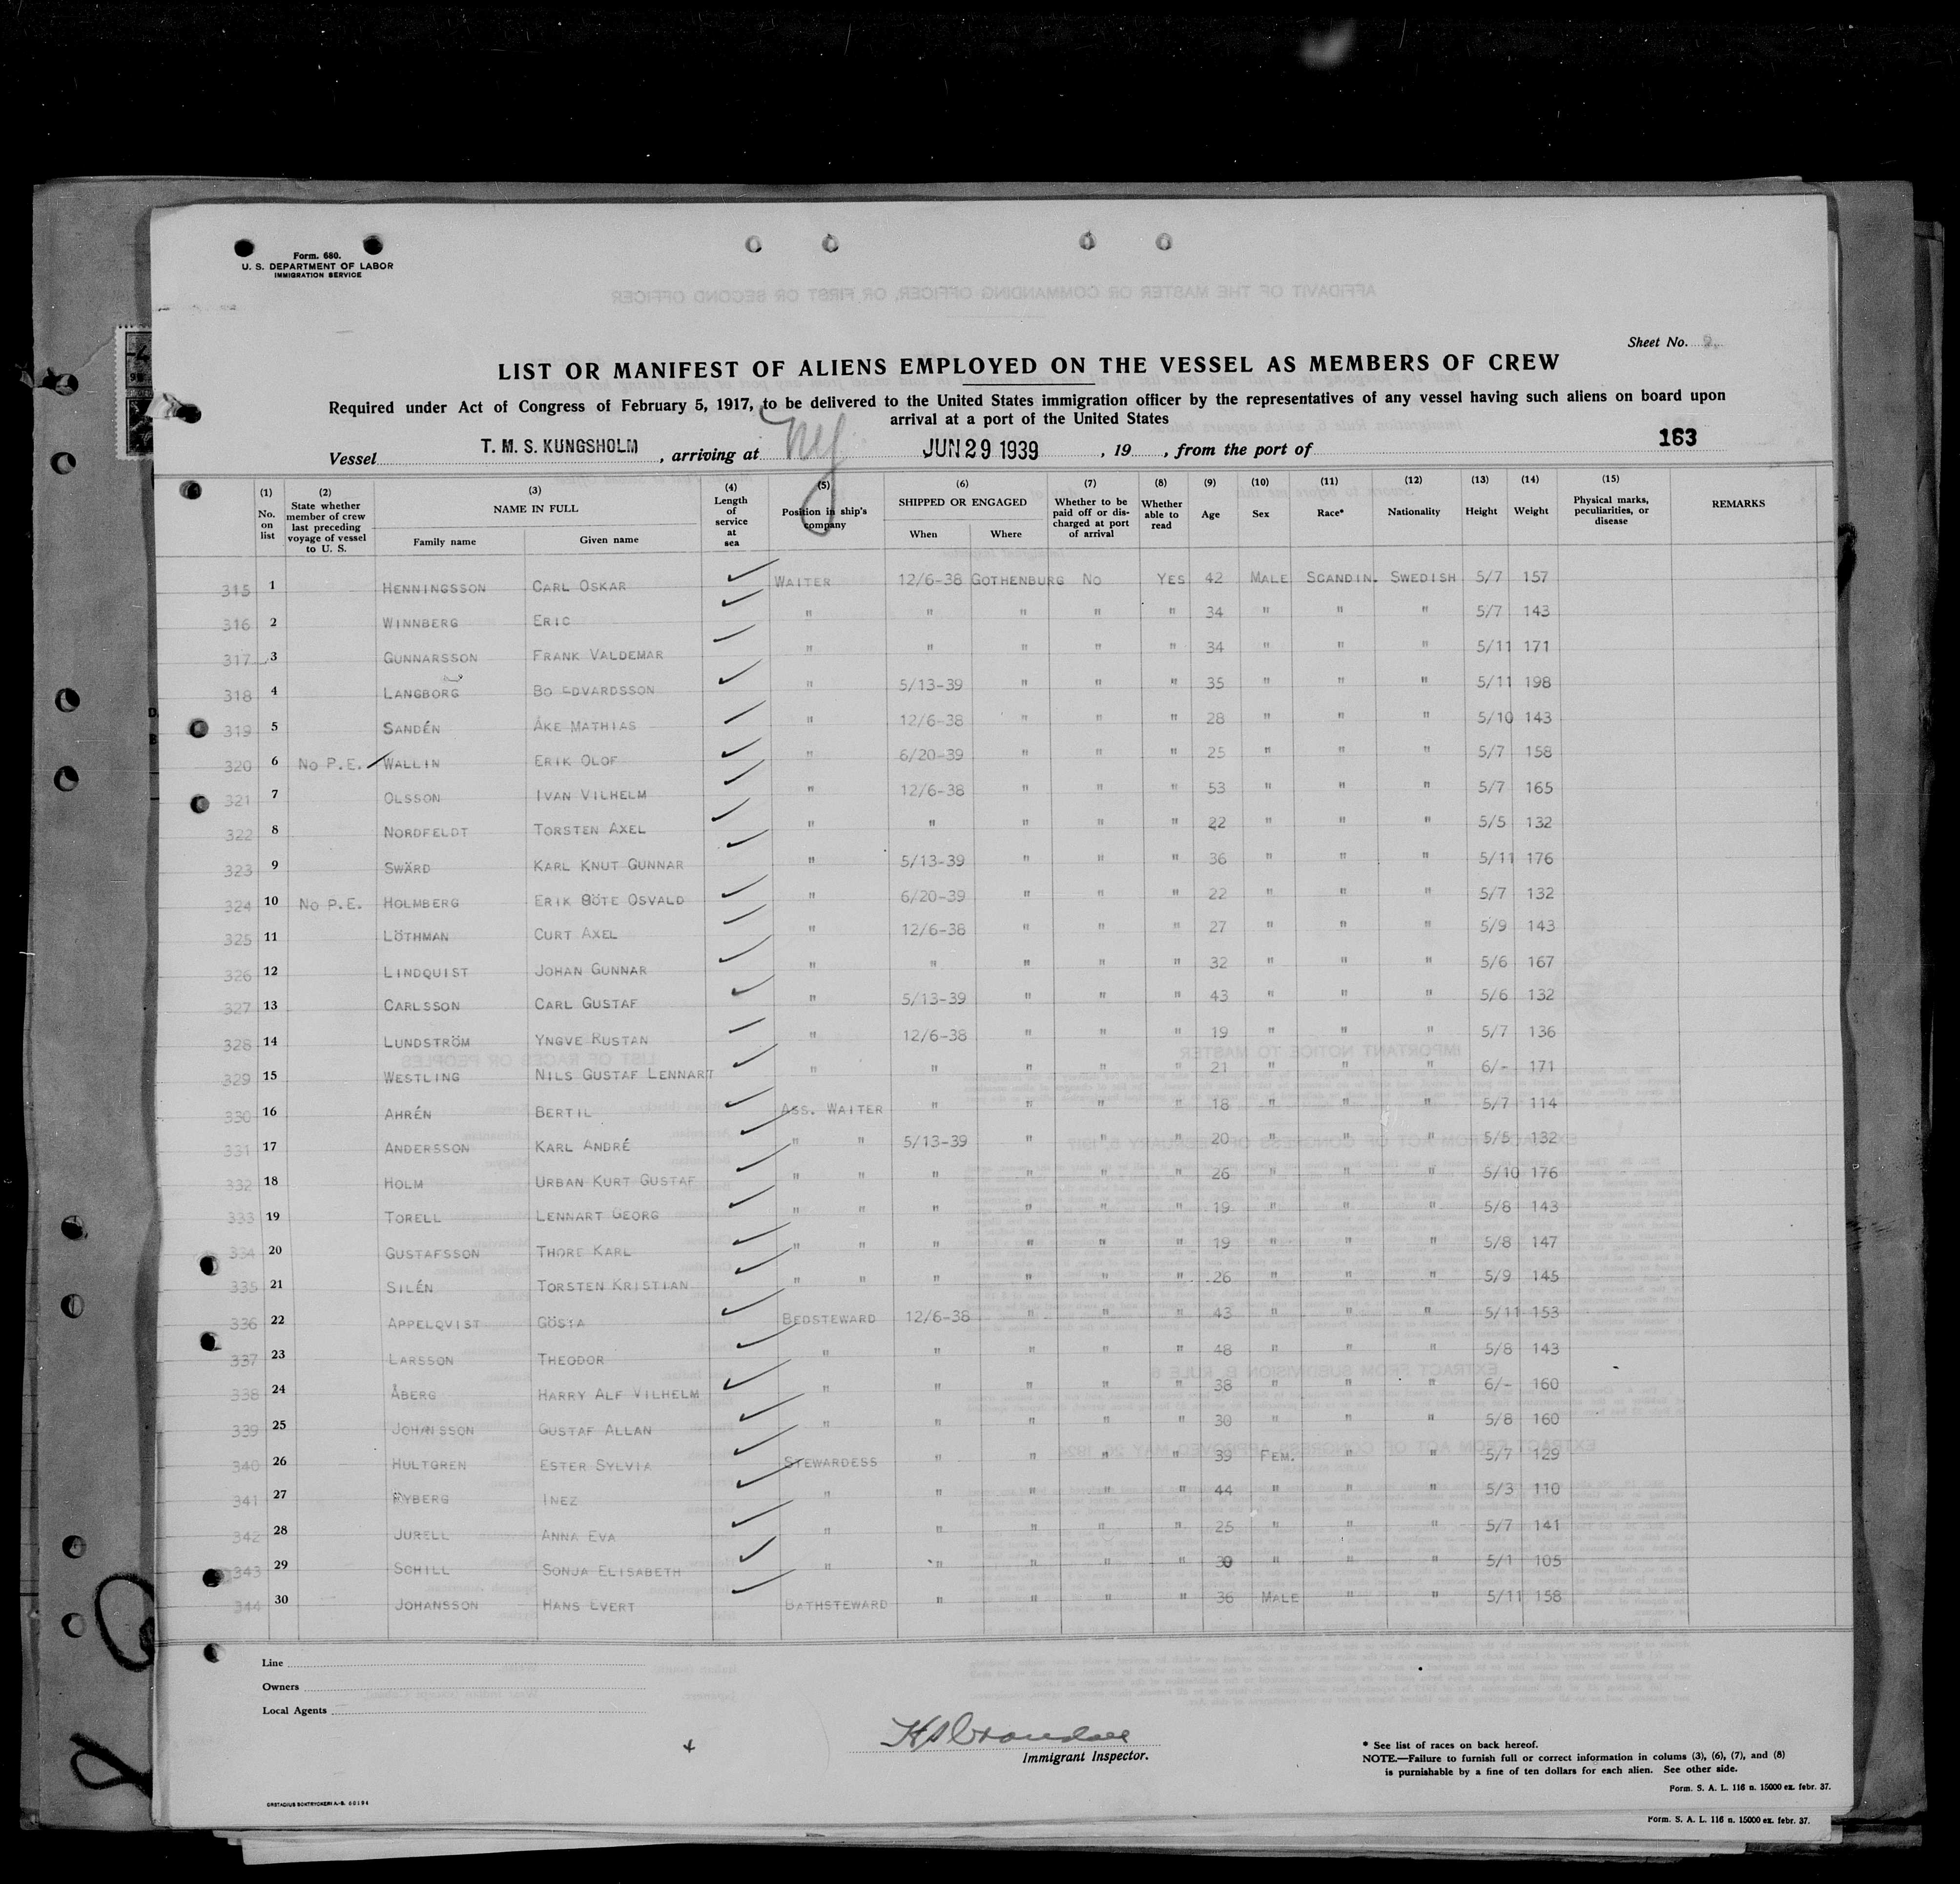 Form. 680.
U. S. DEPARTMENT OF LABOR
IMMIGRATION SERVICE
AFFIDAVIT OF THE MASTER OR COMMANDING OFFICER, OR FIRST OR SECOND OFFICER
Sheet No.
LIST OR MANIFEST OF ALIENS EMPLOYED ON THE VESSEL AS MEMBERS OF CREW
Required under Act of Congress of February 5, 1917, to be delivered to the United States immigration officer by the representatives of any vessel having such aliens on board upon
arrival at a port of the United States
163
Vessel T. M. S. KUNGSHOLM, arriving at NY JUN 29 1939, 19 , from the port of
(1) No. on list (2) State whether member of crew last preceding voyage of vessel to U. S. (3) NAME IN FULL Family name Given name (4) Length of service at sea (5) Position in ship's company (6) SHIPPED OR ENGAGED When Where (7) Whether to be paid off or discharged at port of arrival (8) Whether able to read (9) Age (10) Sex (11) Race* (12) Nationality (13) Height (14) Weight (15) Physical marks, peculiarities, or disease REMARKS
315 1 HENNINGSSON CARL OSKAR ✓ WAITER 12/6-38 GOTHENBURG NO YES 42 MALE SCANDIN. SWEDISH 5/7 157
316 2 WINNBERG ERIC ✓ " " " " " 34 " " " 5/7 143
317 3 GUNNARSSON FRANK VALDEMAR ✓ " " " " " 34 " " " 5/11 171
318 4 LANGBORG BO EDVARDSSON ✓ " 5/13-39 " " " 35 " " " 5/11 198
319 5 SANDÉN ÅKE MATHIAS ✓ " 12/6-38 " " " 28 " " " 5/10 143
320 6 NO P.E. WALLIN ERIK OLOF ✓ " 6/20-39 " " " 25 " " " 5/7 158
321 7 OLSSON IVAN VILHELM ✓ " 12/6-38 " " " 53 " " " 5/7 165
322 8 NORDFELDT TORSTEN AXEL ✓ " " " " " 22 " " " 5/5 132
323 9 SWÄRD KARL KNUT GUNNAR ✓ " 5/13-39 " " " 36 " " " 5/11 176
324 10 NO P.E. HOLMBERG ERIK GÖTE OSVALD ✓ " 6/20-39 " " " 22 " " " 5/7 132
325 11 LÖTHMAN CURT AXEL ✓ " 12/6-38 " " " 27 " " " 5/9 143
326 12 LINDQUIST JOHAN GUNNAR ✓ " " " " " 32 " " " 5/6 167
327 13 CARLSSON CARL GUSTAF ✓ " 5/13-39 " " " 43 " " " 5/6 132
328 14 LUNDSTRÖM YNGVE RUSTAN ✓ " 12/6-38 " " " 19 " " " 5/7 136
329 15 WESTLING NILS GUSTAF LENNART ✓ " " " " " 21 " " " 6/- 171
330 16 AHRÉN BERTIL ✓ ASS. WAITER " " " " 18 " " " 5/7 114
331 17 ANDERSSON KARL ANDRÉ ✓ " " 5/13-39 " " " 20 " " " 5/5 132
332 18 HOLM URBAN KURT GUSTAF ✓ " " " " " " 26 " " " 5/10 176
333 19 TORELL LENNART GEORG ✓ " " " " " " 19 " " " 5/8 143
334 20 GUSTAFSSON THORE KARL ✓ " " " " " " 19 " " " 5/8 147
335 21 SILÉN TORSTEN KRISTIAN ✓ " " " " " " 26 " " " 5/9 145
336 22 APPELQVIST GÖSTA ✓ BEDSTEWARD 12/6-38 " " " 43 " " " 5/11 153
337 23 LARSSON THEODOR ✓ " " " " " 48 " " " 5/8 143
338 24 ÅBERG HARRY ALF VILHELM ✓ " " " " " 38 " " " 6/- 160
339 25 JOHANSSON GUSTAF ALLAN ✓ " " " " " 30 " " " 5/8 160
340 26 HULTGREN ESTER SYLVIA ✓ STEWARDESS " " " " 39 FEM. " " 5/7 129
341 27 RYBERG INEZ ✓ " " " " " 44 " " " 5/3 110
342 28 JURELL ANNA EVA ✓ " " " " " 25 " " " 5/7 141
343 29 SCHILL SONJA ELISABETH ✓ " " " " " 30 " " " 5/1 105
344 30 JOHANSSON HANS EVERT ✓ BATHSTEWARD " " " " 36 MALE " " 5/11 158
Line
Owners
Local Agents
Immigrant Inspector.
* See list of races on back hereof.
NOTE.—Failure to furnish full or correct information in colums (3), (6), (7), and (8)
is punishable by a fine of ten dollars for each alien. See other side.
Form. S. A. L. 116 n. 15000 ex. febr. 37.
Form. S. A. L. 116 n. 15000 ex. febr. 37.